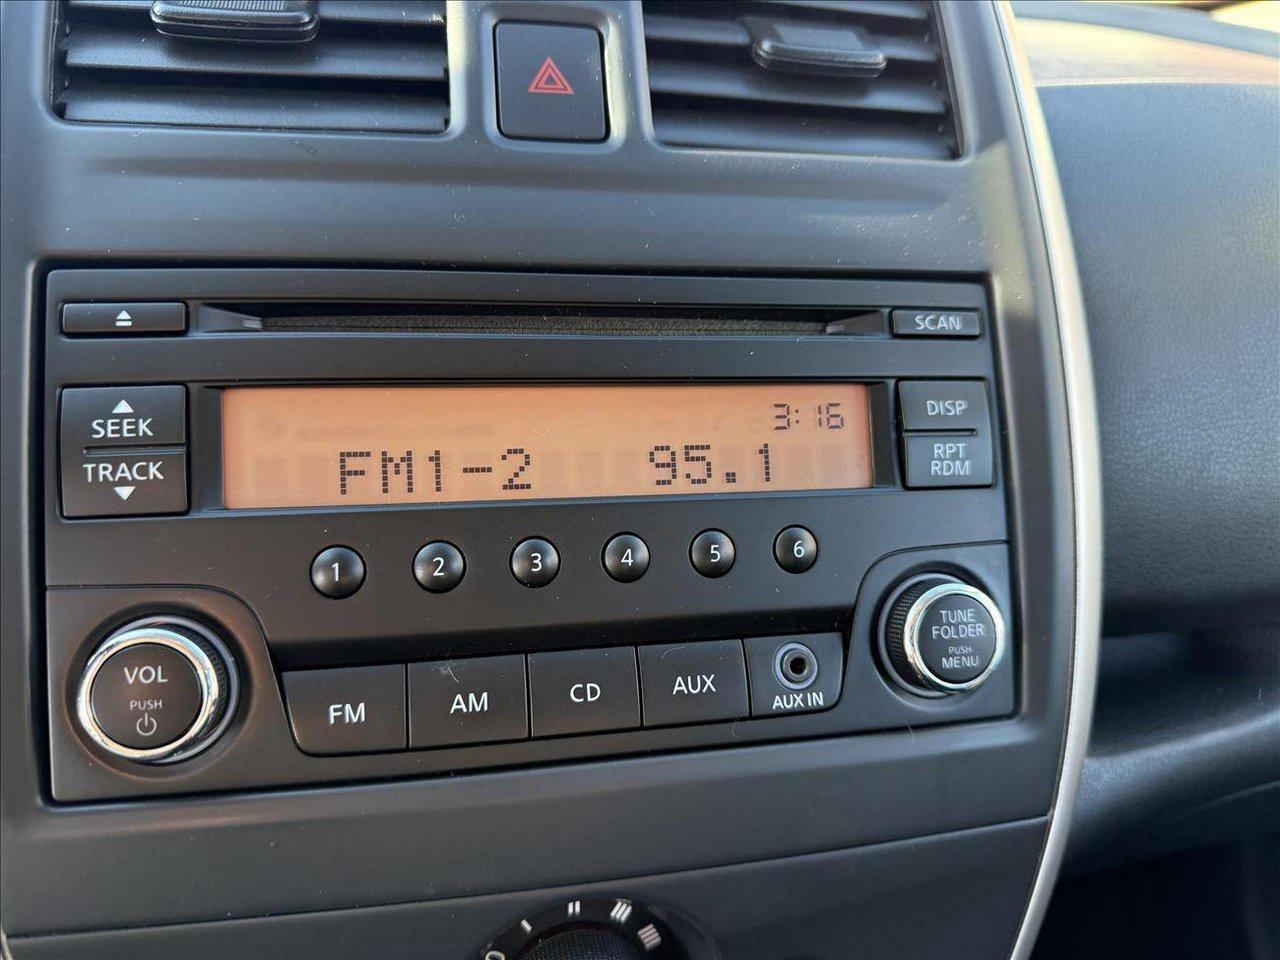 SCAN
SEEK
TRACK
3:16
FM1-2 95.1
DISP
RPT
RDM
1 2 3 4 5 6
VOL
PUSH
FM AM CD AUX
AUX IN
TUNE
FOLDER
PUSH
MENU
0